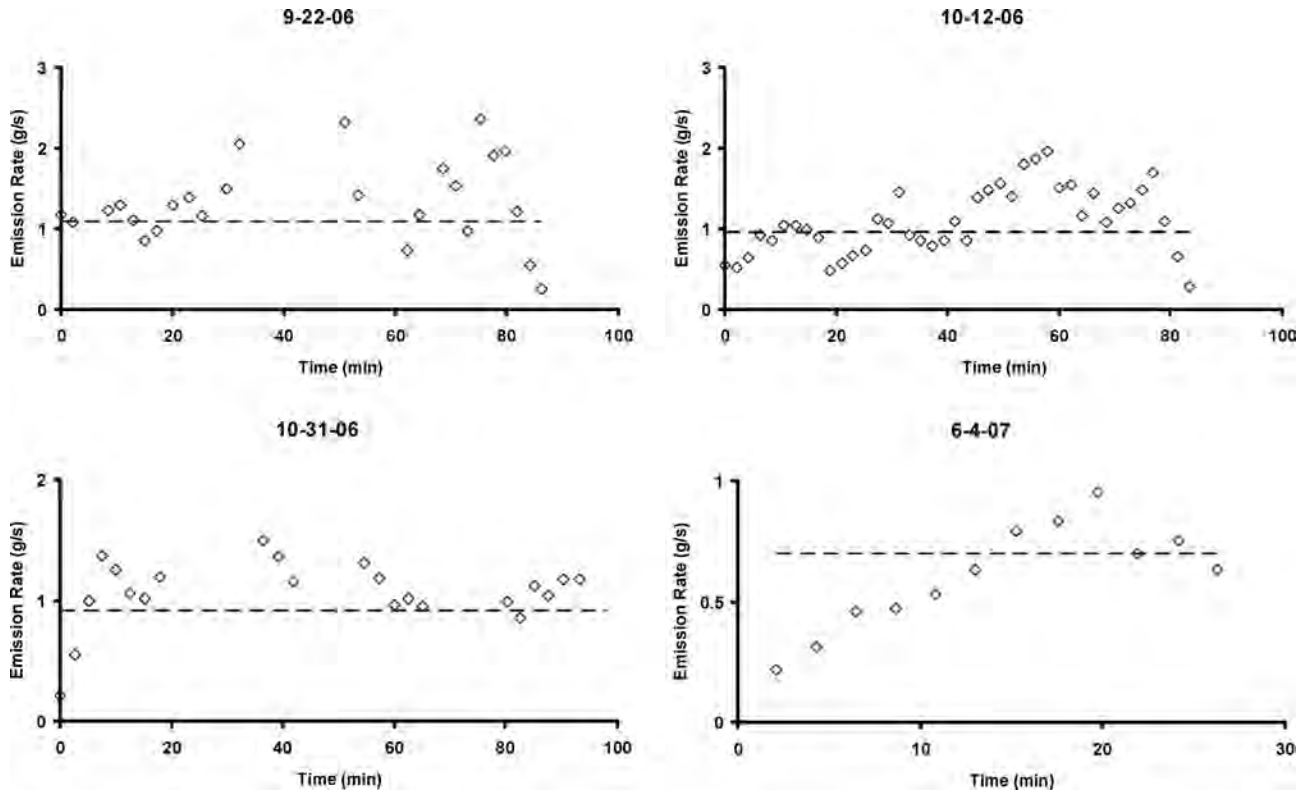 9-22-06
Emission Rate (g/s)
3
2
1
0
0 20 40 60 80 100
Time (min)
10-12-06
Emission Rate (g/s)
3
2
1
0
0 20 40 60 80 100
Time (min)
10-31-06
Emission Rate (g/s)
2
1
0
0 20 40 60 80 100
Time (min)
6-4-07
Emission Rate (g/s)
1
0.5
0
0 10 20 30
Time (min)